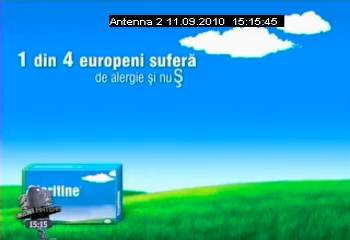 Antenna 2 11.09.2010 15:15:45
1 din 4 europeni suferă
de alergie şi nu Ş
15:15